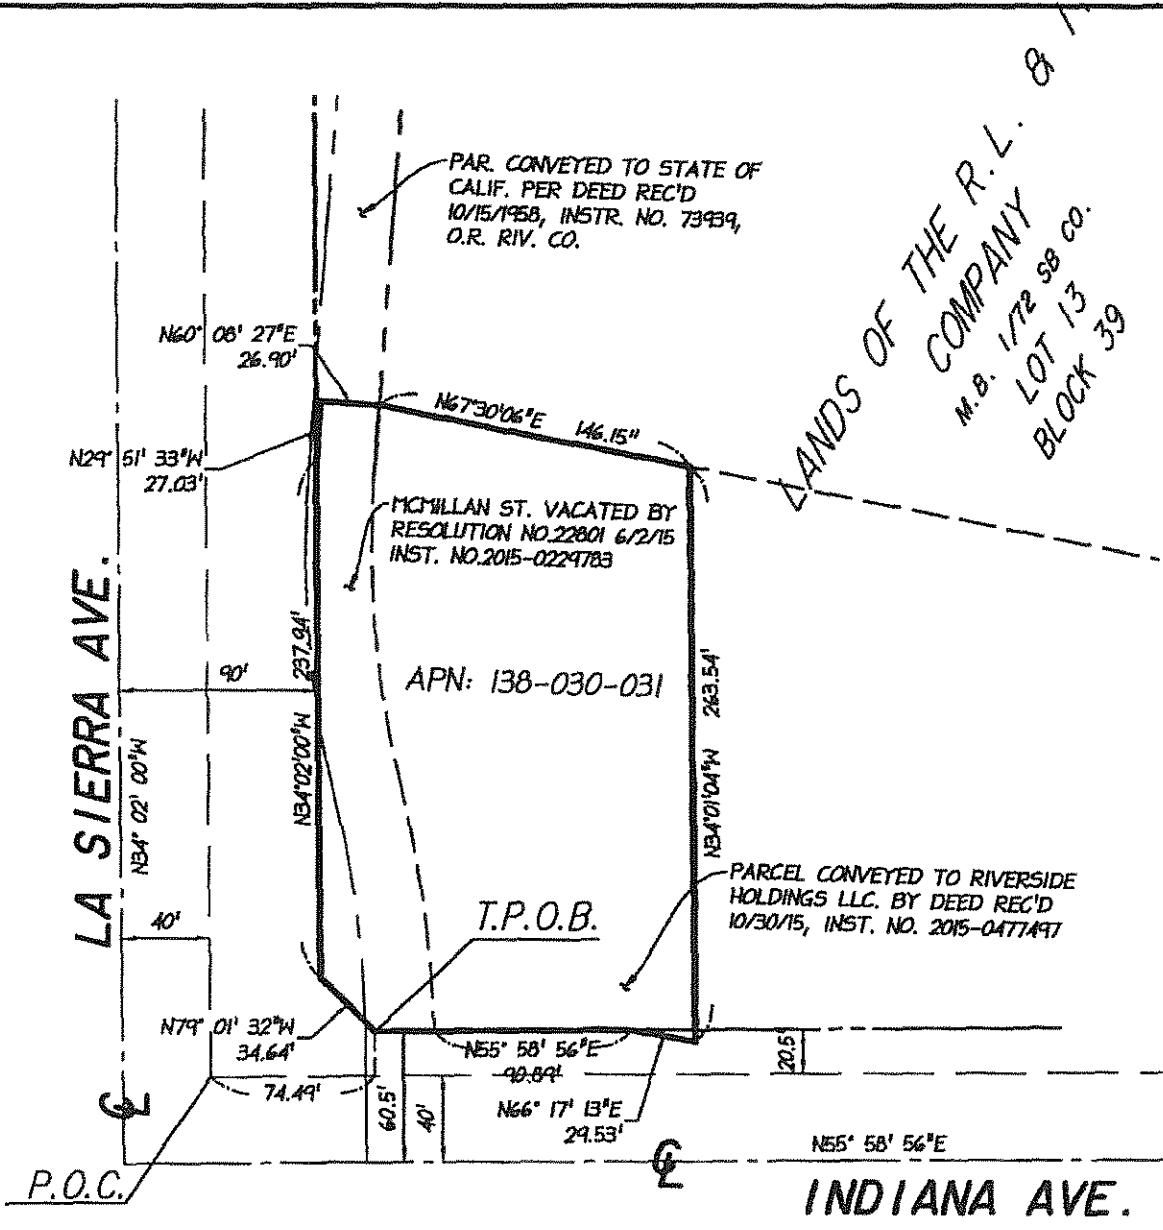 PAR. CONVEYED TO STATE OF
CALIF. PER DEED REC'D
10/15/1958, INSTR. NO. 73939,
O.R. RIV. CO.
LANDS OF THE R.L. &
COMPANY
M.B. 1/72 SB CO.
LOT 13
BLOCK 39
N60° 08' 27"E
26.90'
N67°30'06"E 146.15"
N29° 51' 33"W
27.03'
MCMILLAN ST. VACATED BY
RESOLUTION NO.22801 6/2/15
INST. NO.2015-0229783
LA SIERRA AVE.
N34° 02' 00"W
90'
N34°02'00"W 237.94'
APN: 138-030-031
N34°01'04"W 263.54'
PARCEL CONVEYED TO RIVERSIDE
HOLDINGS LLC. BY DEED REC'D
10/30/15, INST. NO. 2015-0477497
T.P.O.B.
40'
N79° 01' 32"W
34.64'
N55° 58' 56"E
90.89'
20.5'
74.49'
60.5'
40'
N66° 17' 13"E
29.53'
CL
CL
N55° 58' 56"E
P.O.C.
INDIANA AVE.